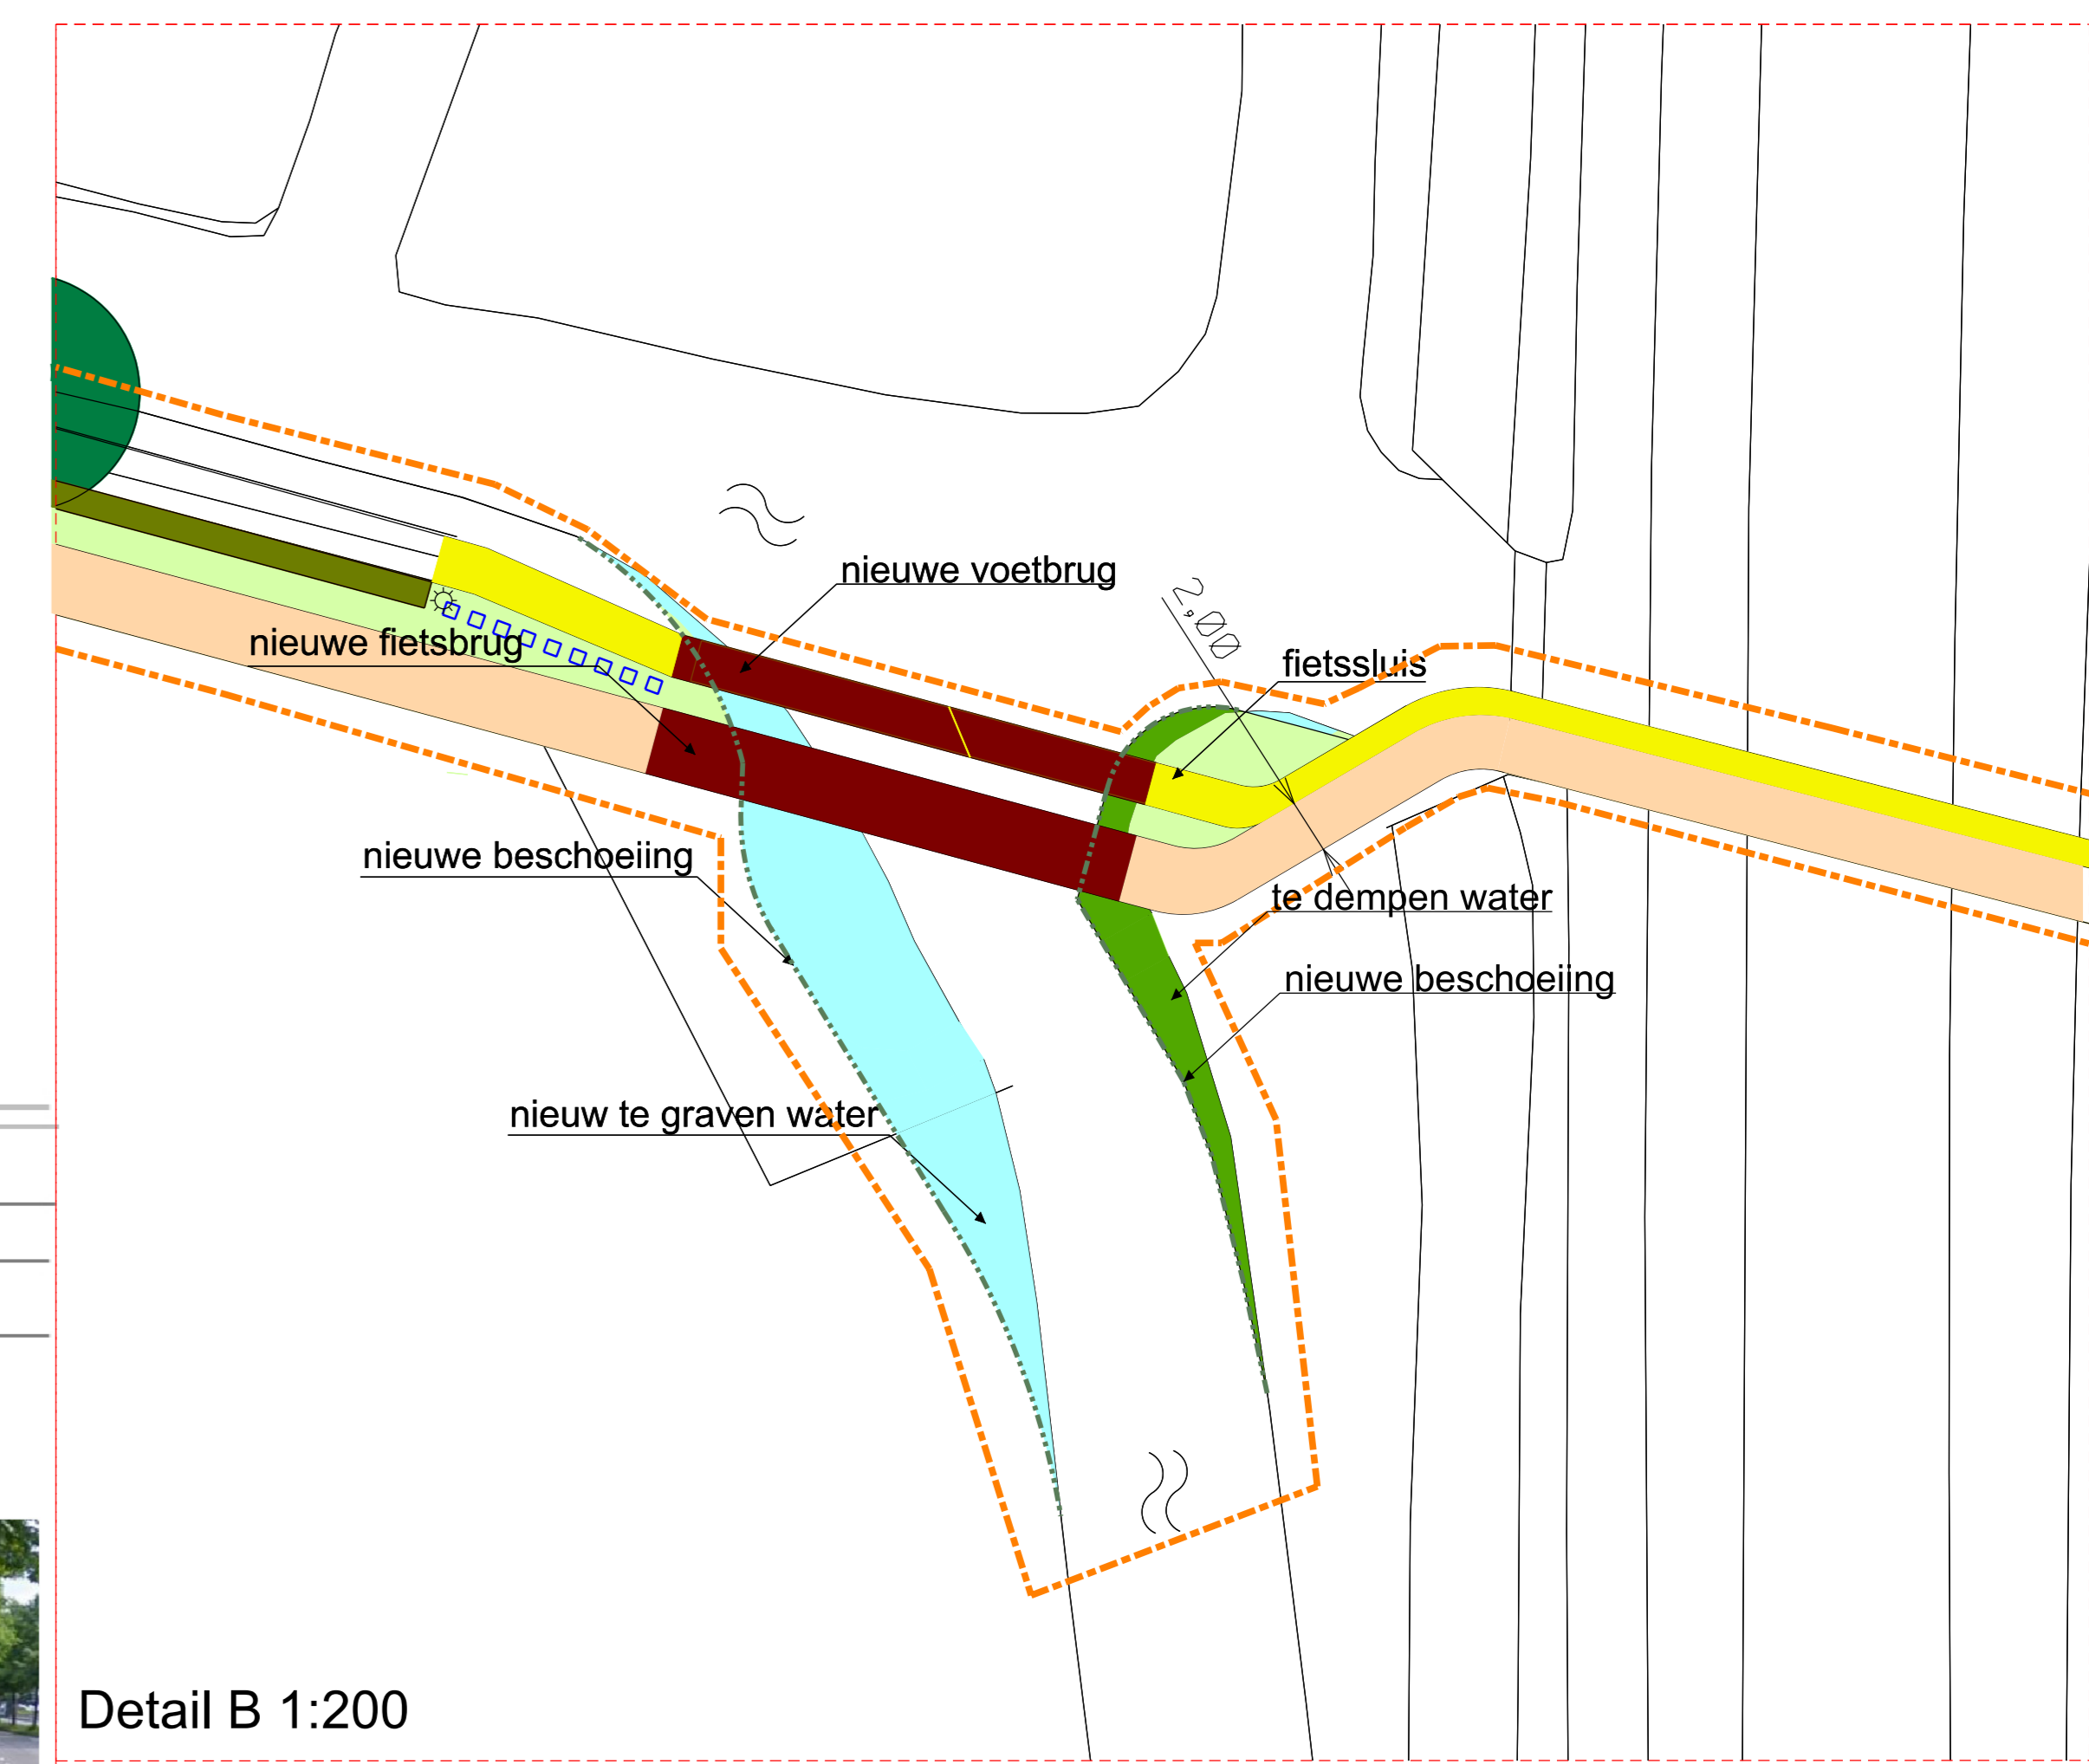 nieuwe voetbrug
2,00
nieuwe fietsbrug
fietssluis
nieuwe beschoeiing
te dempen water
nieuwe beschoeiing
nieuw te graven water
Detail B 1:200